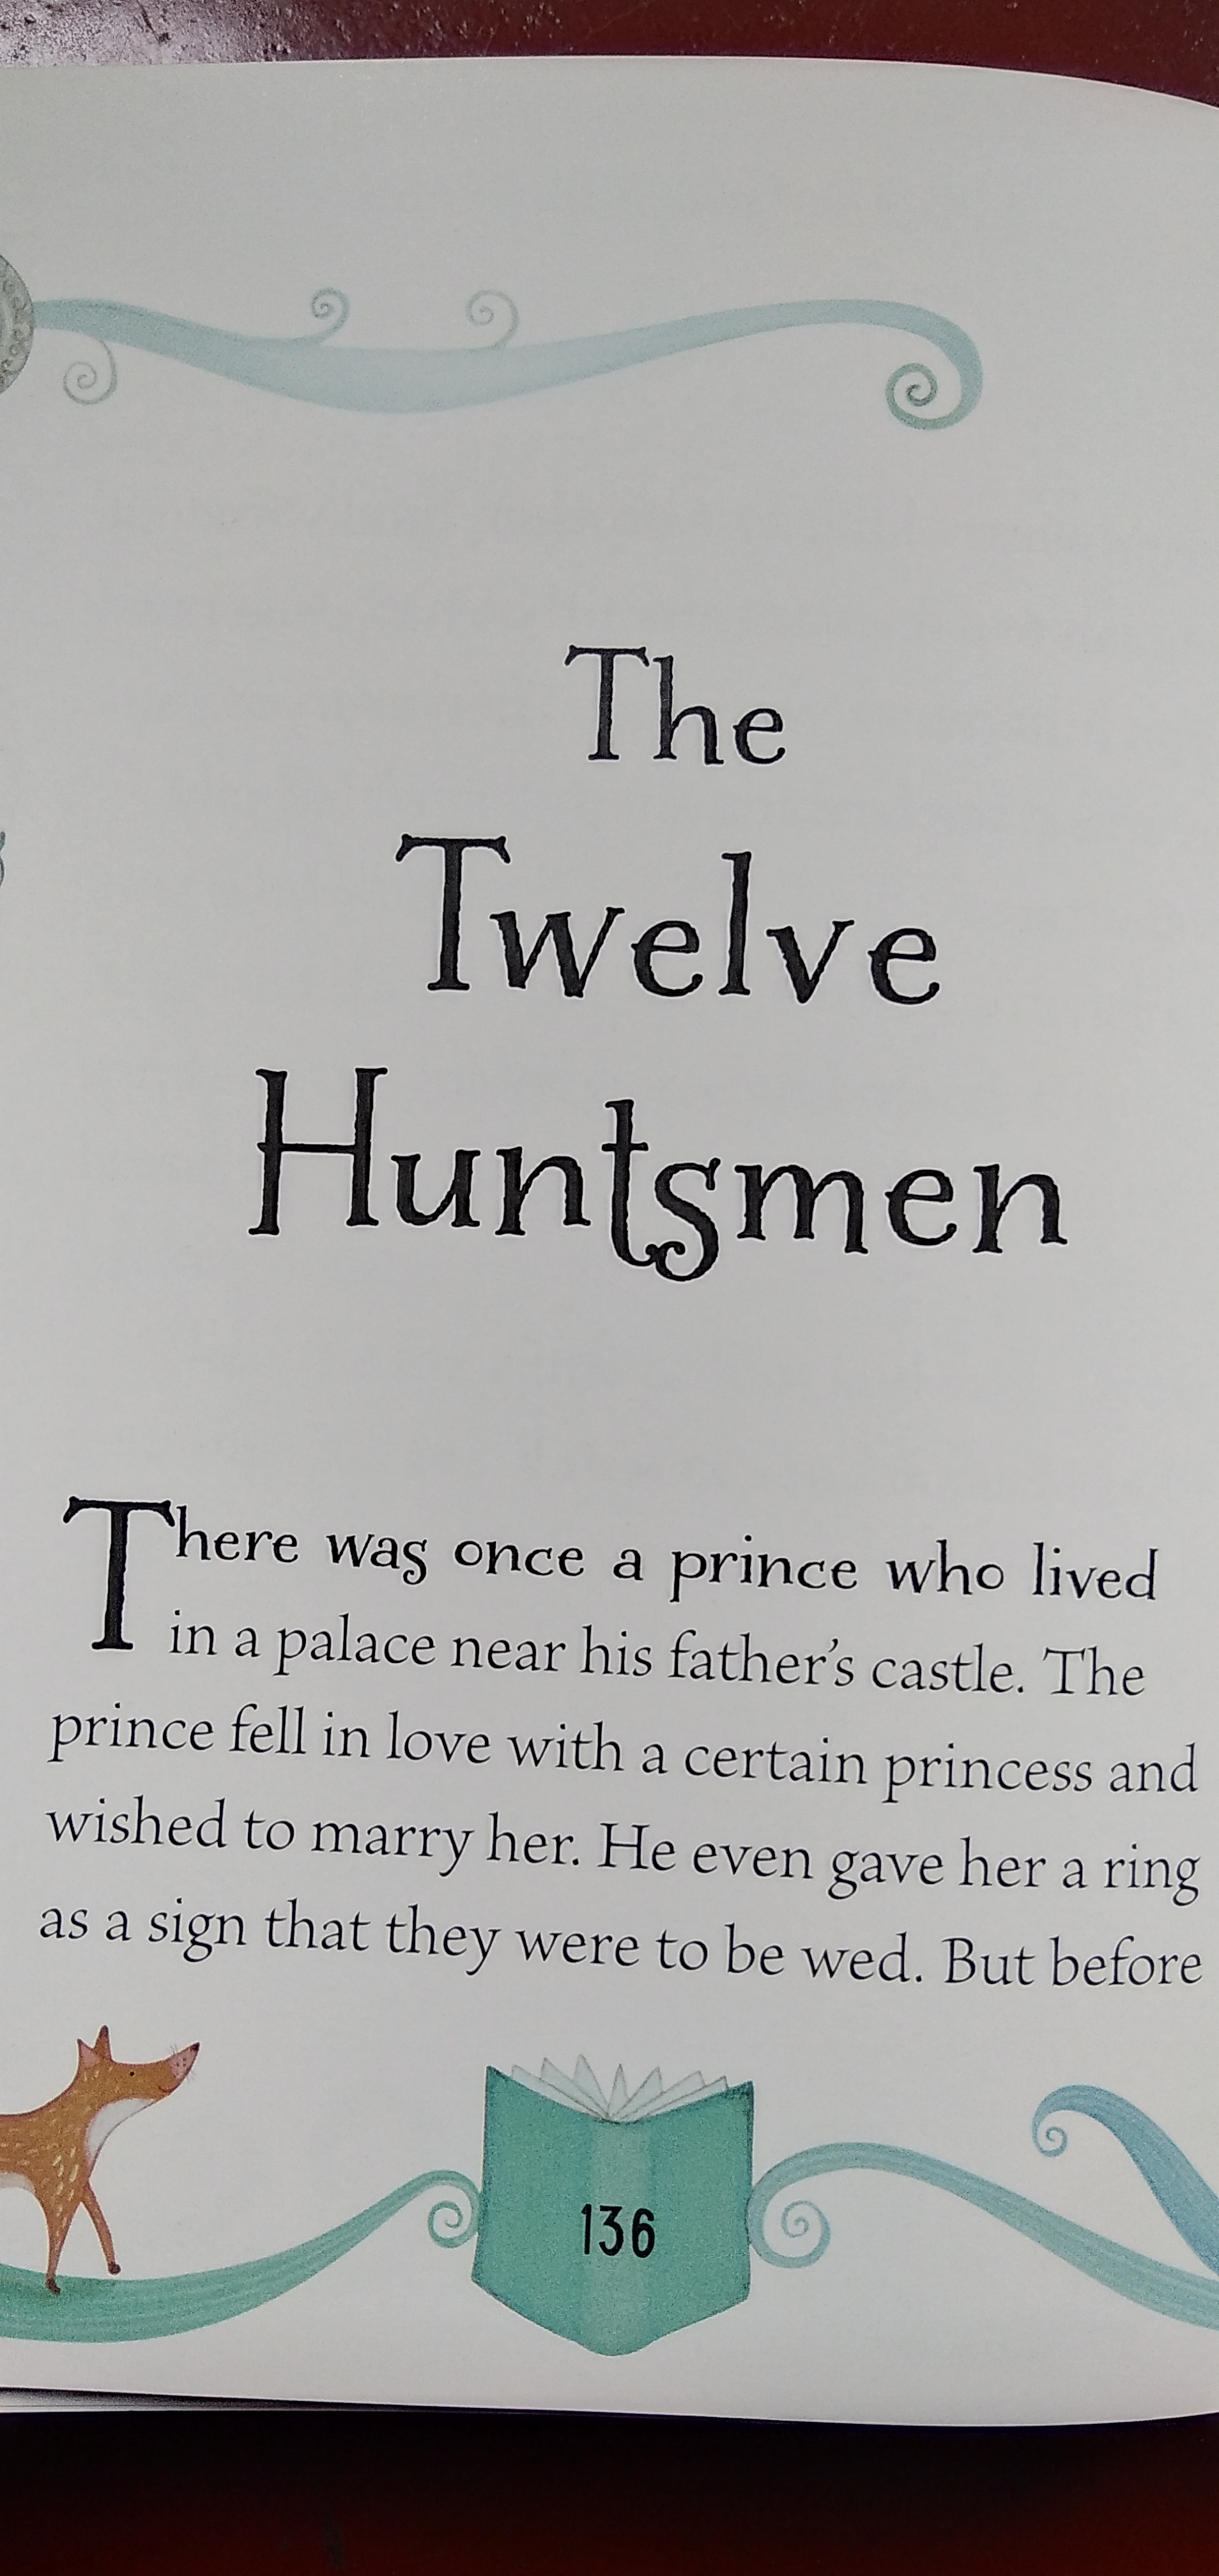 The
Twelve
Huntsmen
There was once a prince who lived
in a palace near his father's castle. The
prince fell in love with a certain princess and
wished to marry her. He even gave her a ring
as a sign that they were to be wed. But before
136